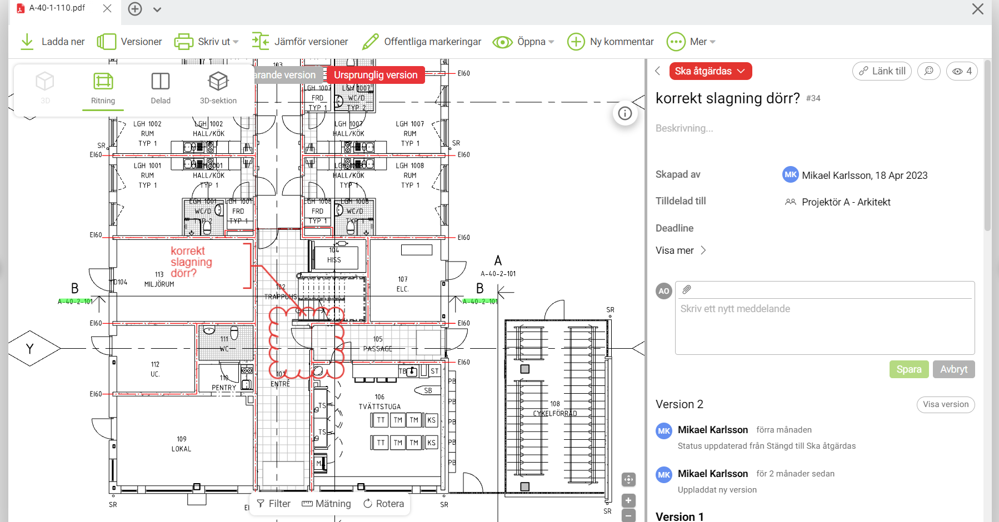 A-40-1-110.pdf
Ladda ner
Versioner
Skriv ut
Jämför versioner
Offentliga markeringar
Öppna
Ny kommentar
Mer
3D
Ritning
Delad
3D-sektion
103
arande version
Ursprunglig version
EI60
LGH 1003
FRD
TYP 1
LGH 1007
WC/D
TYP 2
LGH 1002
RUM
TYP 1
LGH 1002
HALL/KÖK
LGH 1007
HALL/KÖK
LGH 1007
RUM
TYP 1
SR
SR
EI60
EI60
LGH 1001
RUM
TYP 1
HALL/KÖK
TYP 1
HALL/KÖK
TYP 1
LGH 1008
RUM
TYP 1
LGH 1001
WC/D
TYP 2
LGH 1001
FRD
TYP 1
LGH 1008
FRD
TYP 1
LGH 1008
WC/D
TYP 1
EI60
EI60
korrekt
slagning
dörr?
113
MILJÖRUM
D104
104
HISS
107
ELC.
102
TRAPPUHS
A
A-40-2-101
B
A-40-2-101
B
A-40-2-101
EI60
EI60
SR
Y
111
WC
105
PASSAGE
112
UC.
110
PENTRY
101
ENTRÉ
EI60
EI60
TB
ST
SB
PB
PB
PB
PB
PB
106
TVÄTTSTUGA
TS
TS
TT
TM
TM
KS
TT
TM
TM
KS
MA
109
LOKAL
108
CYKELFÖRRÅD
SR
SR
SR
EI
Filter
Mätning
Rotera
Ska åtgärdas
Länk till
4
korrekt slagning dörr? #34
Beskrivning...
Skapad av
MK Mikael Karlsson, 18 Apr 2023
Tilldelad till
Projektör A - Arkitekt
Deadline
Visa mer
AO
Skriv ett nytt meddelande
Spara
Avbryt
Version 2
Visa version
MK Mikael Karlsson förra månaden
Status uppdaterad från Stängd till Ska åtgärdas
MK Mikael Karlsson för 2 månader sedan
Uppladdat ny version
Version 1